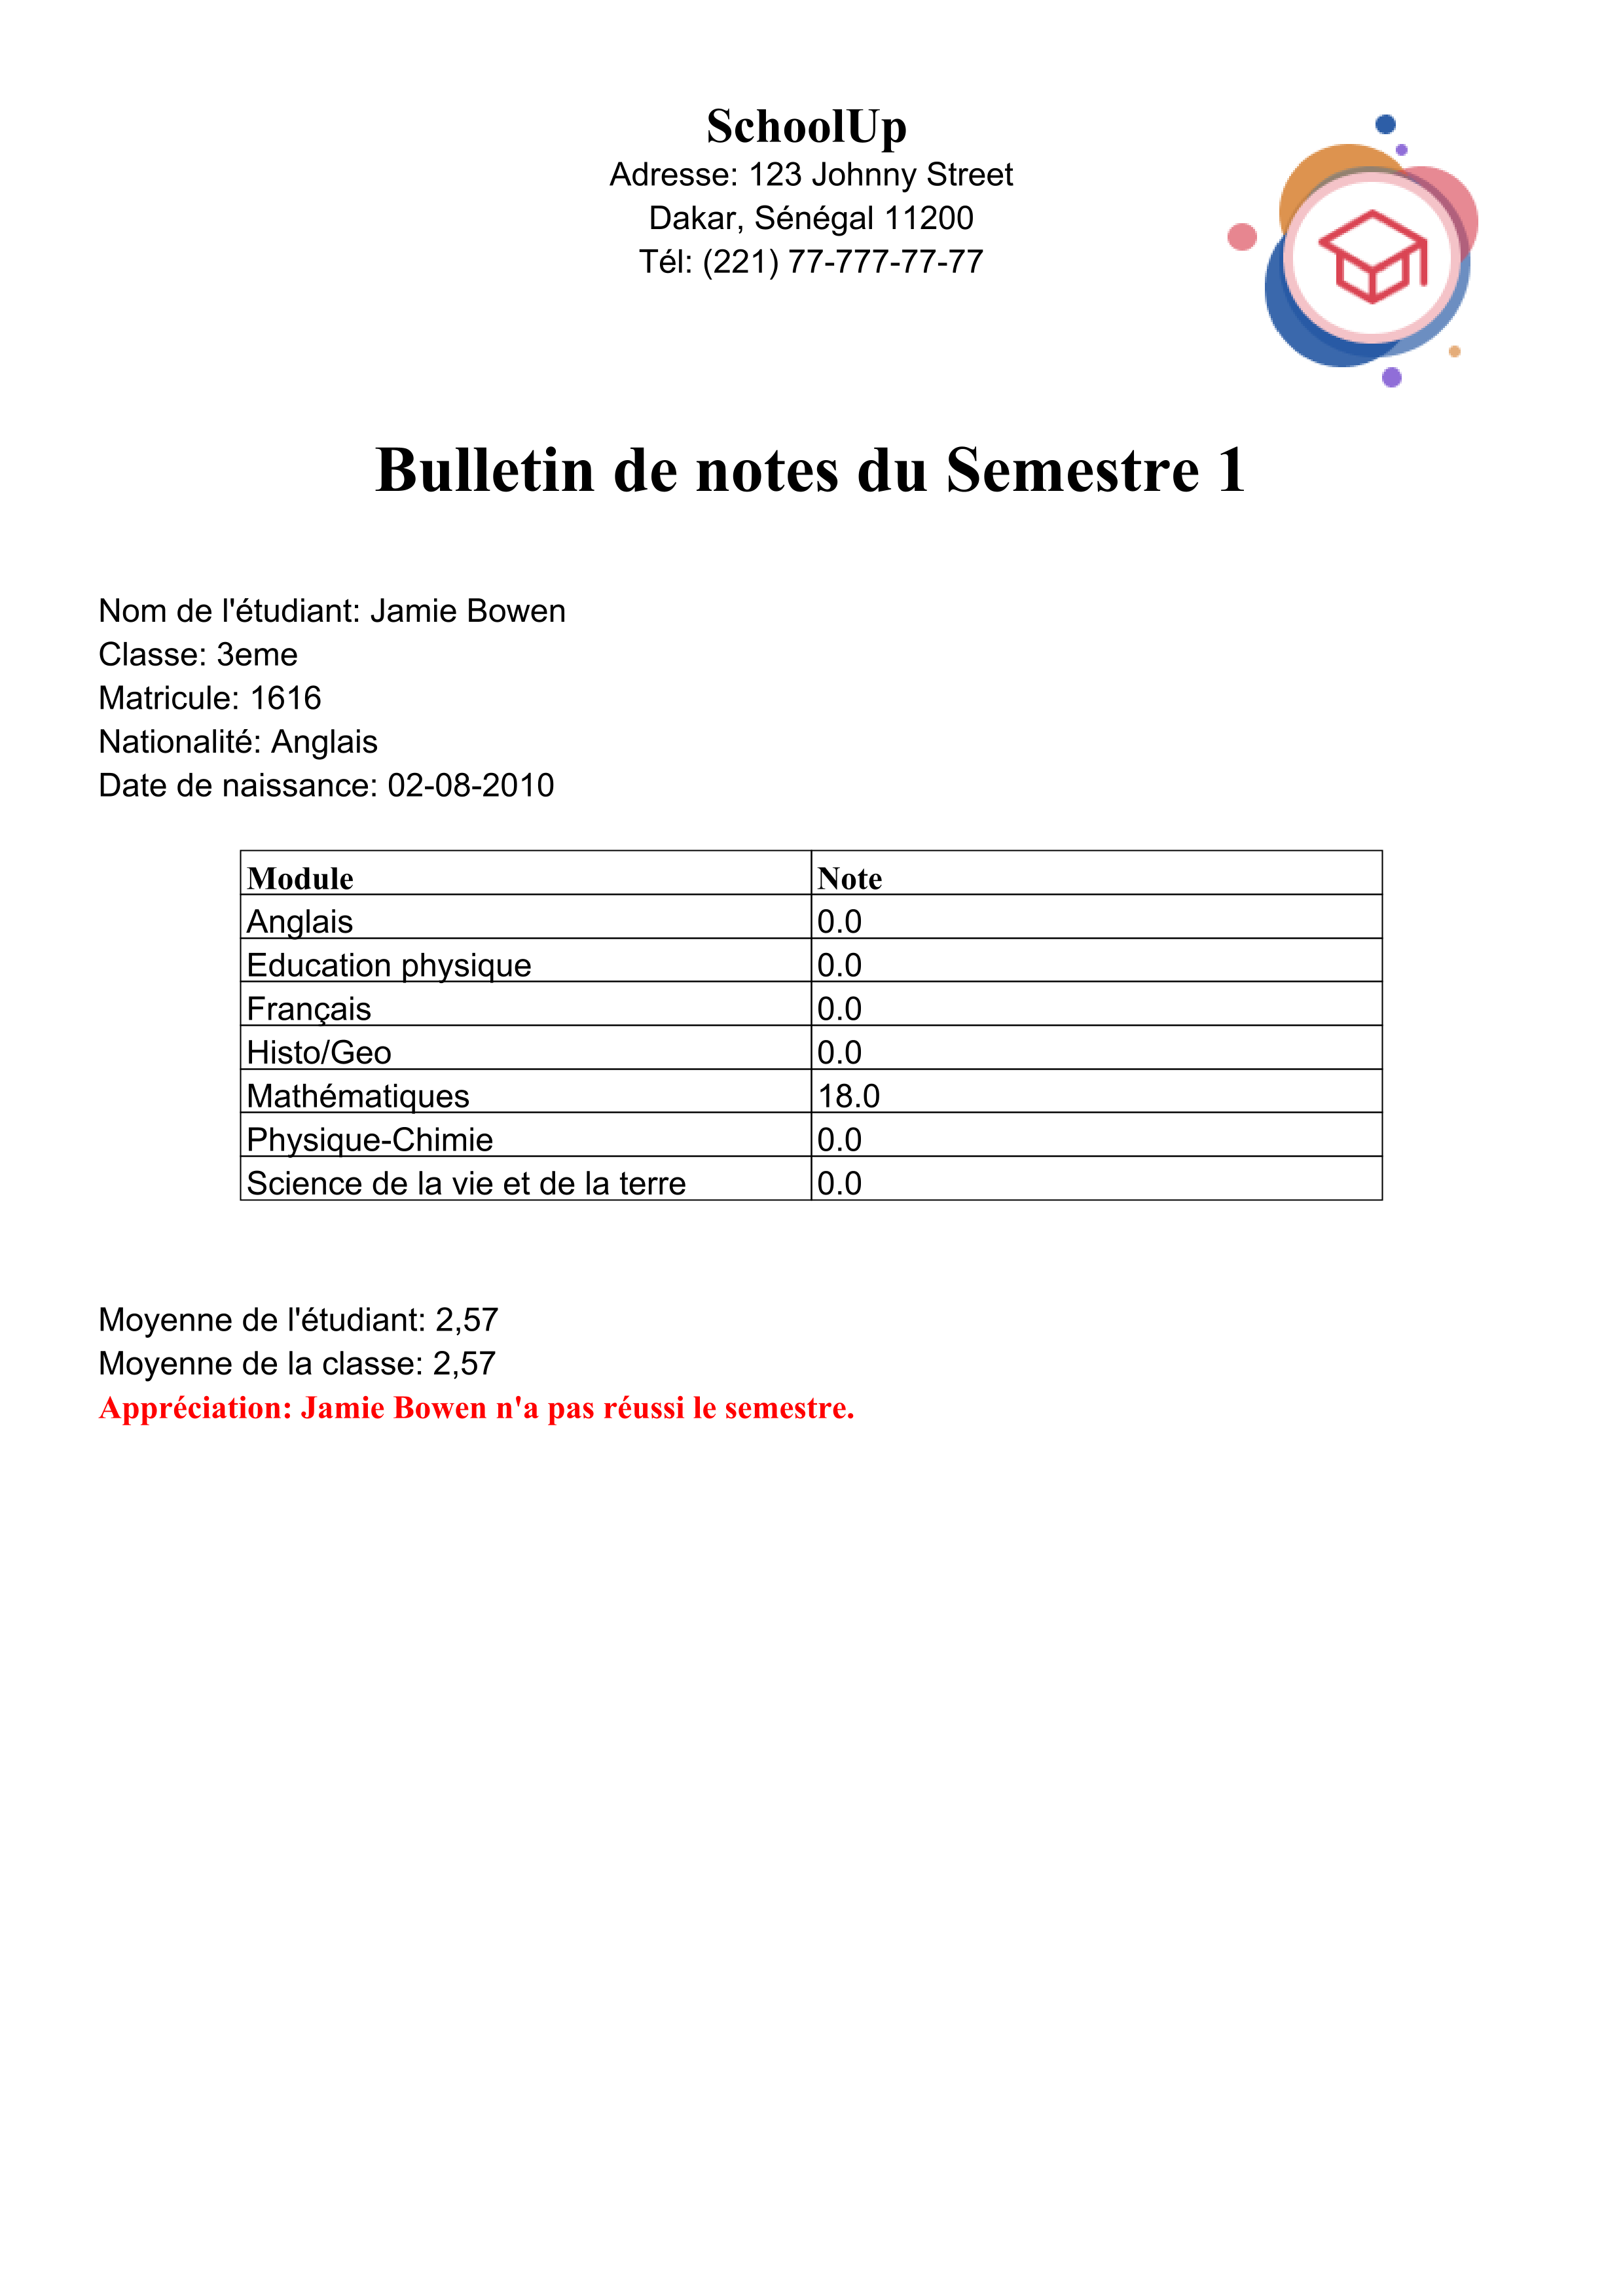 SchoolUp
Adresse: 123 Johnny Street
Dakar, Sénégal 11200
Tél: (221) 77-777-77-77
Bulletin de notes du Semestre 1
Nom de l'étudiant: Jamie Bowen
Classe: 3eme
Matricule: 1616
Nationalité: Anglais
Date de naissance: 02-08-2010
Module Note
Anglais 0.0
Education physique 0.0
Français 0.0
Histo/Geo 0.0
Mathématiques 18.0
Physique-Chimie 0.0
Science de la vie et de la terre 0.0
Moyenne de l'étudiant: 2,57
Moyenne de la classe: 2,57
Appréciation: Jamie Bowen n'a pas réussi le semestre.